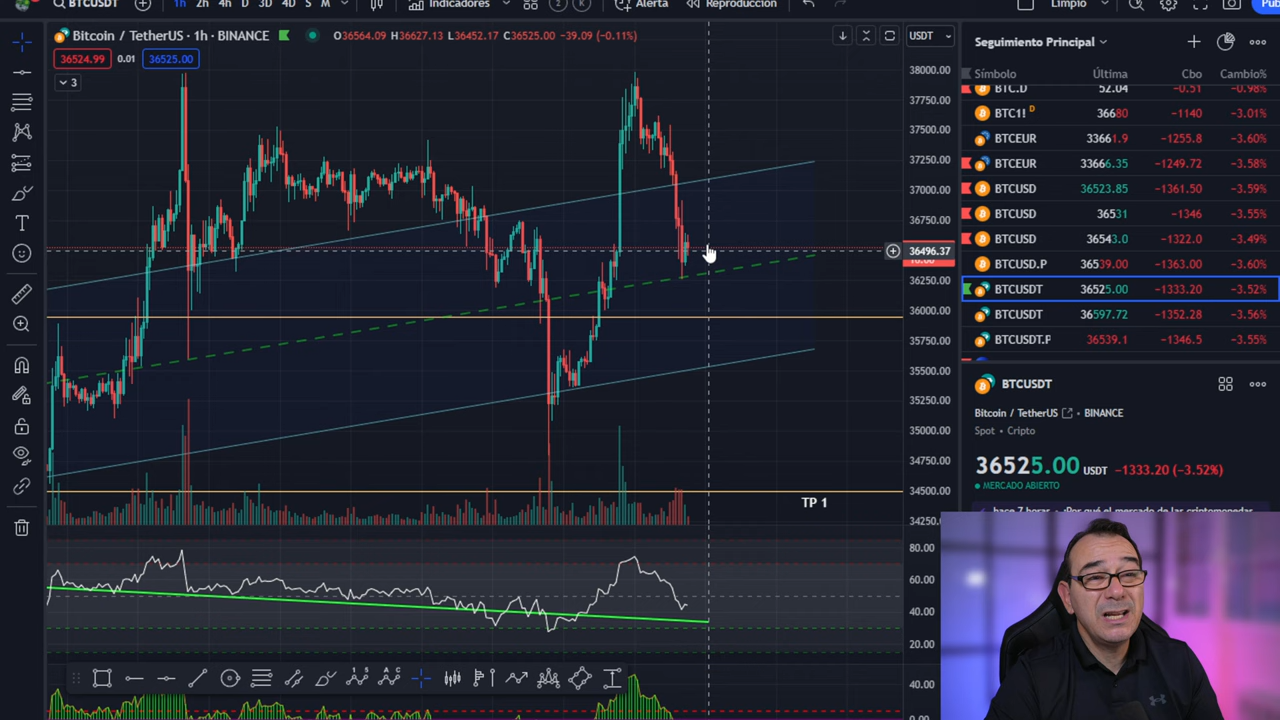 BTCUSDT
1h 2h 4h D 3D 4D S M
Indicadores
2 K
Alerta
Reproducción
Limpio
Bitcoin / TetherUS · 1h · BINANCE
O36564.09 H36627.13 L36452.17 C36525.00 −39.09 (−0.11%)
36524.99 0.01 36525.00
3
USDT
38000.00
37750.00
37500.00
37250.00
37000.00
36750.00
36496.37
36250.00
36000.00
35750.00
35500.00
35250.00
35000.00
34750.00
34500.00
34250.00
TP 1
80.00
60.00
40.00
20.00
1 5
A C
40.00
0.00
Seguimiento Principal
Símbolo Última Cbo Cambio%
BTC.D 52.04 −0.51 −0.98%
BTC1! D 36680 −1140 −3.01%
BTCEUR 33661.9 −1255.8 −3.60%
BTCEUR 33666.35 −1249.72 −3.58%
BTCUSD 36523.85 −1361.50 −3.59%
BTCUSD 36531 −1346 −3.55%
BTCUSD 36543.0 −1322.0 −3.49%
BTCUSD.P 36539.00 −1363.00 −3.60%
BTCUSDT 36525.00 −1333.20 −3.52%
BTCUSDT 36597.72 −1352.28 −3.56%
BTCUSDT.P 36539.1 −1346.5 −3.55%
BTCUSDT
Bitcoin / TetherUS · BINANCE
Spot · Cripto
36525.00 USDT −1333.20 (−3.52%)
MERCADO ABIERTO
hace 7 horas · ¿Por qué el mercado de las criptomonedas